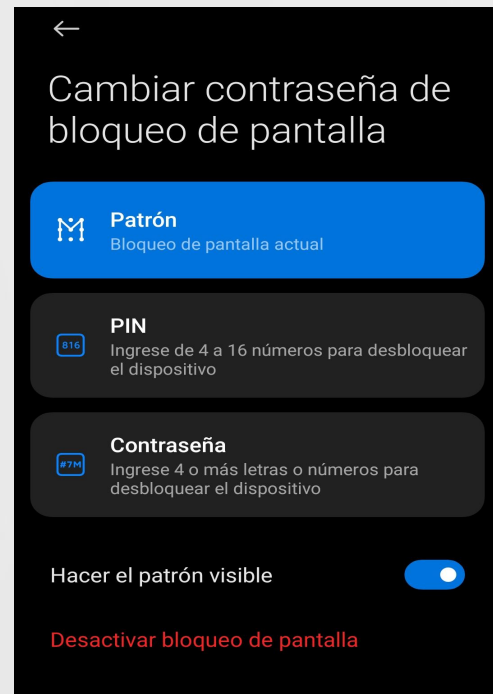 Cambiar contraseña de
bloqueo de pantalla
Patrón
Bloqueo de pantalla actual
816
PIN
Ingrese de 4 a 16 números para desbloquear
el dispositivo
#7M
Contraseña
Ingrese 4 o más letras o números para
desbloquear el dispositivo
Hacer el patrón visible
Desactivar bloqueo de pantalla